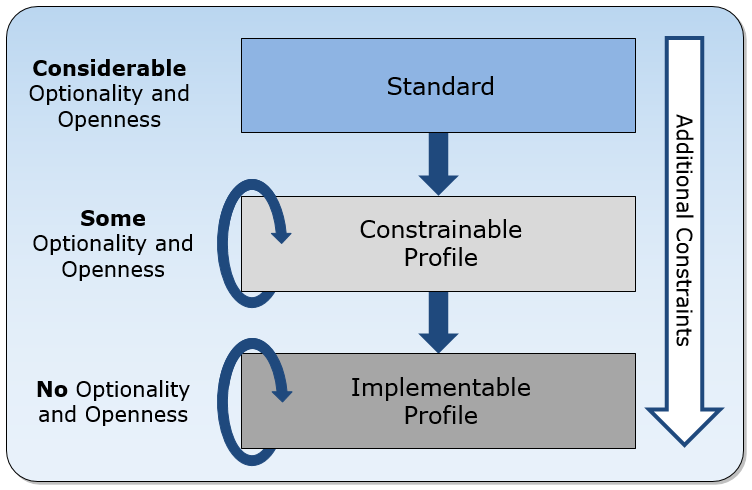 Considerable
Optionality and
Openness
Standard
Some
Optionality and
Openness
Constrainable
Profile
No Optionality
and Openness
Implementable
Profile
Additional Constraints